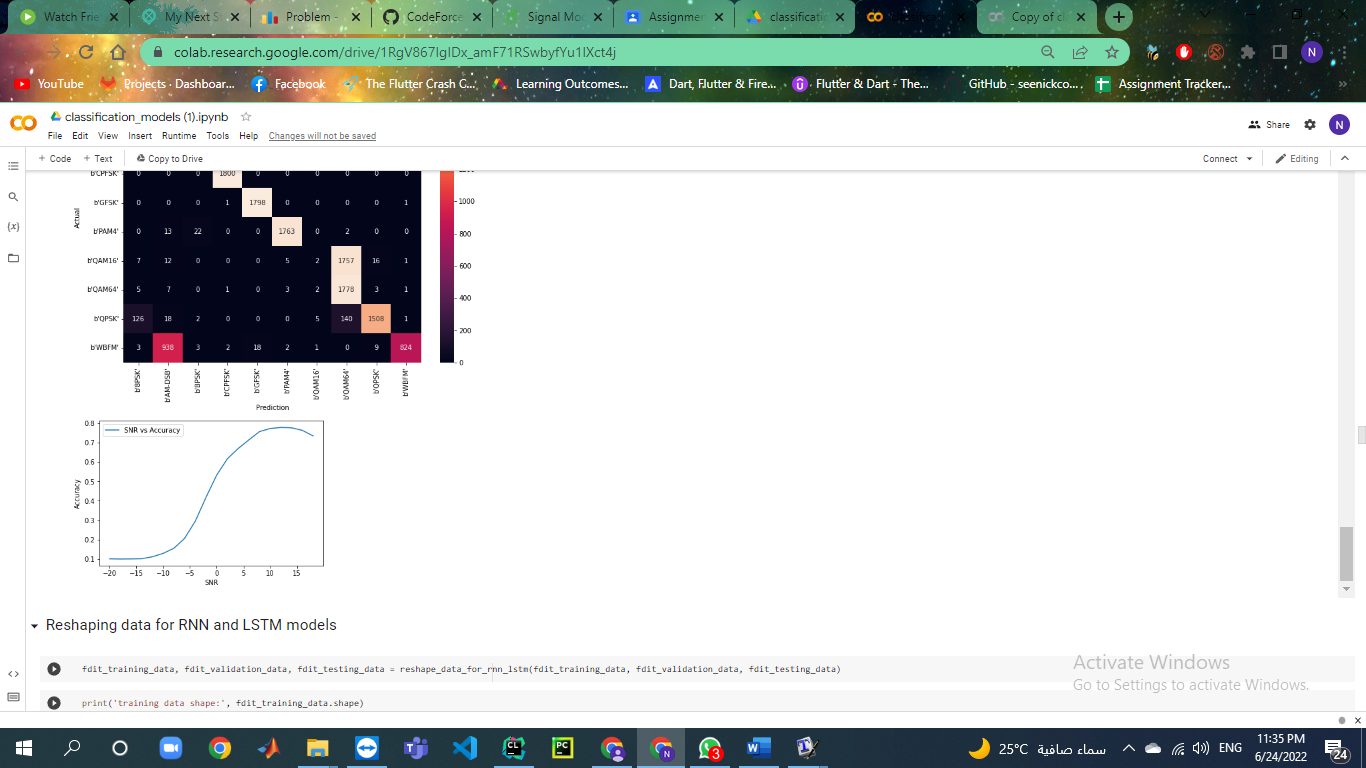 Watch Frie
My Next S
Problem -
CodeForce
Signal Mo
Assignmer
classificatio
Copy of cl
colab.research.google.com/drive/1RgV867IgIDx_amF71RSwbyfYu1lXct4j
N
YouTube
Projects · Dashboar...
Facebook
The Flutter Crash C...
Learning Outcomes...
Dart, Flutter & Fire...
Flutter & Dart - The...
GitHub - seenickco...
Assignment Tracker...
»
CO
classification_models (1).ipynb
File Edit View Insert Runtime Tools Help Changes will not be saved
Share
N
+ Code + Text Copy to Drive
Connect Editing
b'CPFSK' 0 0 0 1800 0 0 0 0 0 0
b'GFSK' 0 0 0 1 1798 0 0 0 0 1
b'PAM4' 0 13 22 0 0 1763 0 2 0 0
b'QAM16' 7 12 0 0 0 5 2 1757 16 1
b'QAM64' 5 7 0 1 0 3 2 1778 3 1
b'QPSK' 126 18 2 0 0 0 5 140 1508 1
b'WBFM' 3 938 3 2 18 2 1 0 9 824
Actual
1000
800
600
400
200
0
b'8PSK' b'AM-DSB' b'BPSK' b'CPFSK' b'GFSK' b'PAM4' b'QAM16' b'QAM64' b'QPSK' b'WBFM'
Prediction
SNR vs Accuracy
0.8
0.7
0.6
0.5
0.4
0.3
0.2
0.1
Accuracy
−20 −15 −10 −5 0 5 10 15
SNR
Reshaping data for RNN and LSTM models
fdit_training_data, fdit_validation_data, fdit_testing_data = reshape_data_for_rnn_lstm(fdit_training_data, fdit_validation_data, fdit_testing_data)
print('training data shape:', fdit_training_data.shape)
Activate Windows
Go to Settings to activate Windows.
{x}
<>
CL
PC
N
3
W
25°C سماء صافية
ENG
11:35 PM
6/24/2022
24